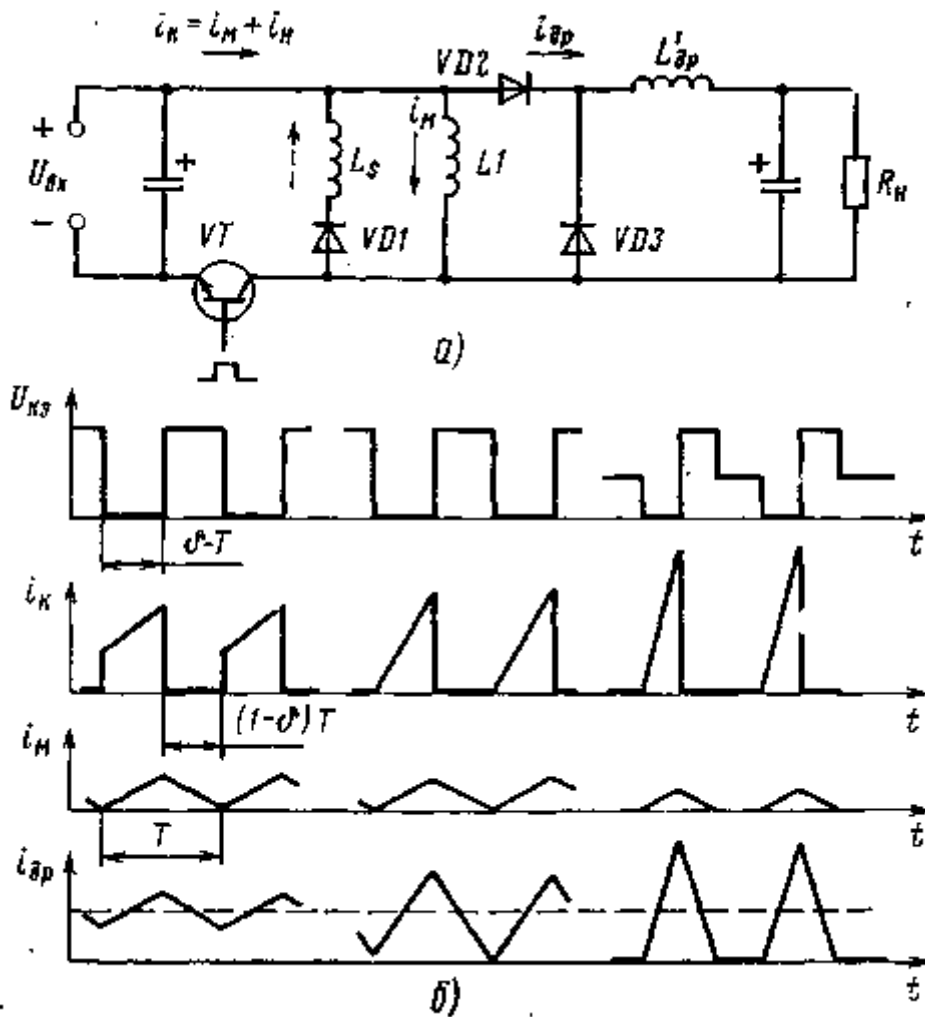 iк = iм + iн
VD2
iдр
L'др
+
Uвх
−
+
Ls
iм
L1
+
Rн
VT
VD1
VD3
а)
Uкэ
t
δ-T
iк
t
(1-δ)T
iм
t
T
iдр
t
б)